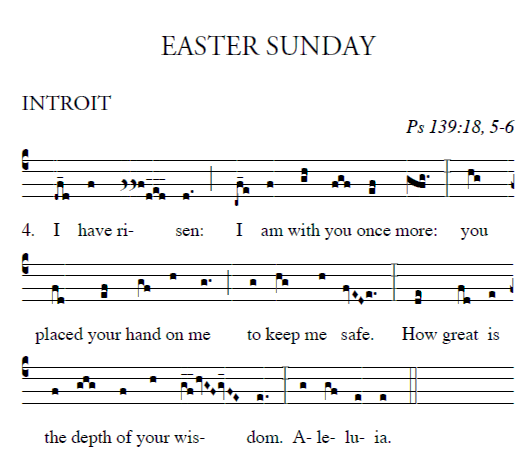 EASTER SUNDAY
INTROIT
Ps 139:18, 5-6
4. I have ri- sen: I am with you once more: you
placed your hand on me to keep me safe. How great is
the depth of your wis- dom. A- le- lu- ia.